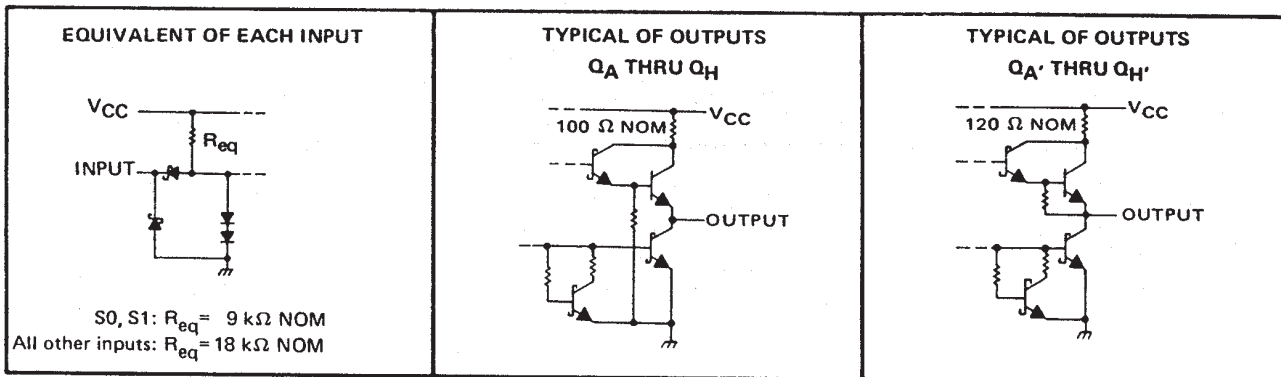 EQUIVALENT OF EACH INPUT
VCC
Req
INPUT
S0, S1: Req= 9 kΩ NOM
All other inputs: Req=18 kΩ NOM
TYPICAL OF OUTPUTS
QA THRU QH
VCC
100 Ω NOM
OUTPUT
TYPICAL OF OUTPUTS
QA' THRU QH'
VCC
120 Ω NOM
OUTPUT